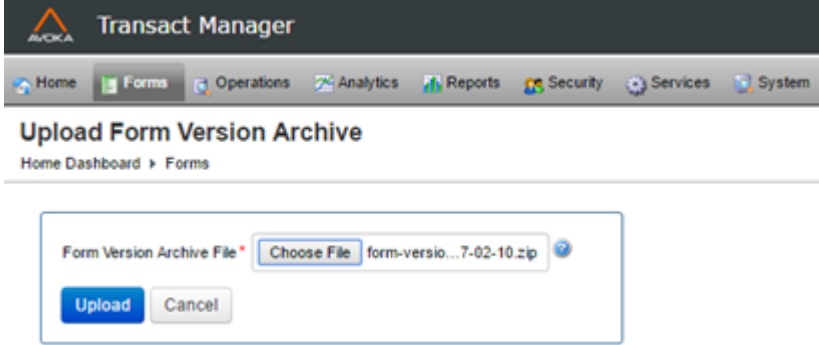 AVOKA Transact Manager
Home Forms Operations Analytics Reports Security Services System
Upload Form Version Archive
Home Dashboard ▸ Forms
Form Version Archive File * Choose File form-versio...7-02-10.zip ?
Upload Cancel